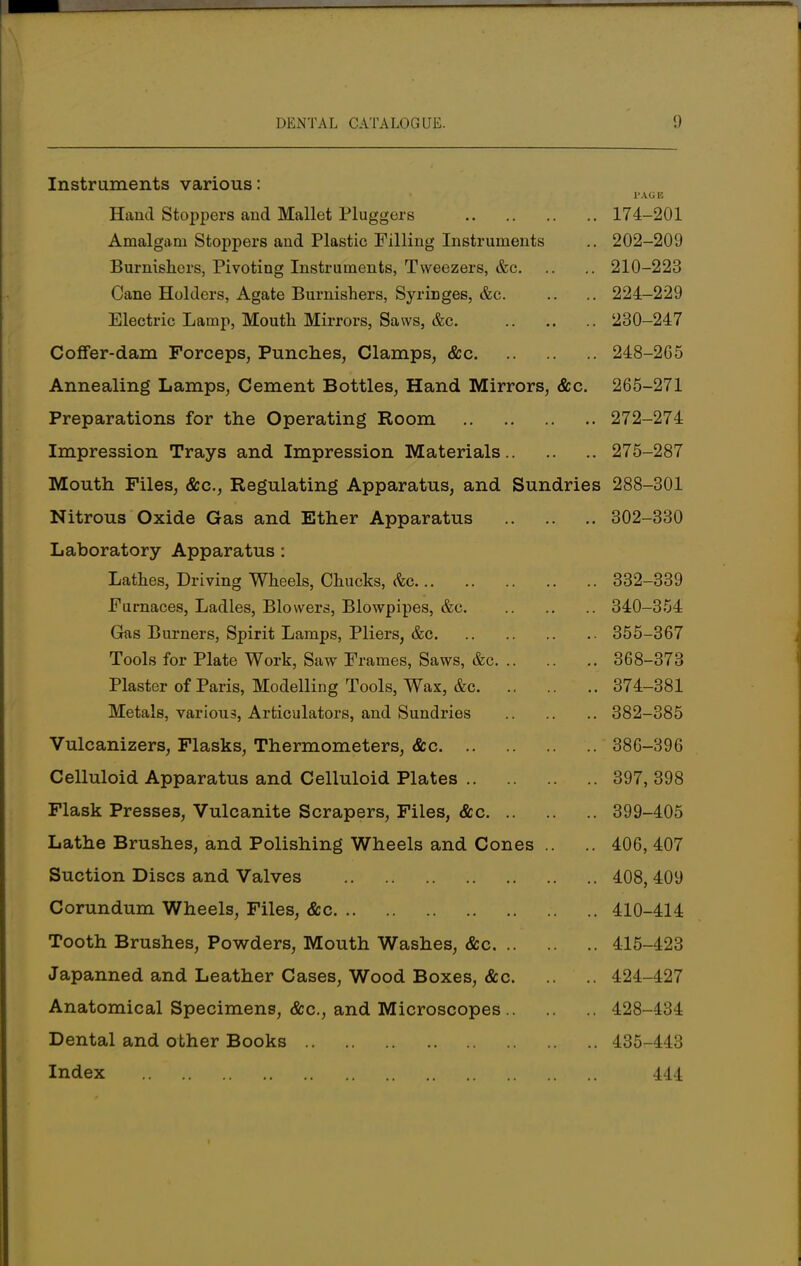 DENTAL CATALOGUE. 9
Instruments various:
PAGE
Hand Stoppers and Mallet Pluggers .. .. .. .. 174-201
Amalgam Stoppers and Plastic Filling Instruments .. 202-209
Burnishers, Pivoting Instruments, Tweezers, &c. .. .. 210-223
Cane Holders, Agate Burnishers, Syringes, &c. .. .. 224-229
Electric Lamp, Mouth Mirrors, Saws, &c. .. .. .. 230-247
Coffer-dam Forceps, Punches, Clamps, &c. .. .. .. 248-265
Annealing Lamps, Cement Bottles, Hand Mirrors, &c. 265-271
Preparations for the Operating Room .. .. .. .. 272-274
Impression Trays and Impression Materials .. .. .. 275-287
Mouth Files, &c., Regulating Apparatus, and Sundries 288-301
Nitrous Oxide Gas and Ether Apparatus .. .. .. 302-330
Laboratory Apparatus :
Lathes, Driving Wheels, Chucks, &c. .. .. .. .. .. 332-339
Furnaces, Ladles, Blowers, Blowpipes, &c. .. .. .. 340-354
Gas Burners, Spirit Lamps, Pliers, &c. .. .. .. .. 355-367
Tools for Plate Work, Saw Frames, Saws, &c. .. .. .. 368-373
Plaster of Paris, Modelling Tools, Wax, &c. .. .. .. 374-381
Metals, various, Articulators, and Sundries .. .. .. 382-385
Vulcanizers, Flasks, Thermometers, &c. .. .. .. .. 386-396
Celluloid Apparatus and Celluloid Plates .. .. .. .. 397, 398
Flask Presses, Vulcanite Scrapers, Files, &c. .. .. .. 399-405
Lathe Brushes, and Polishing Wheels and Cones .. .. 406, 407
Suction Discs and Valves .. .. .. .. .. .. .. 408, 409
Corundum Wheels, Files, &c. .. .. .. .. .. .. .. 410-414
Tooth Brushes, Powders, Mouth Washes, &c. .. .. .. 415-423
Japanned and Leather Cases, Wood Boxes, &c. .. .. 424-427
Anatomical Specimens, &c., and Microscopes .. .. .. 428-434
Dental and other Books .. .. .. .. .. .. .. .. 435-443
Index .. .. .. .. .. .. .. .. .. .. .. .. 444